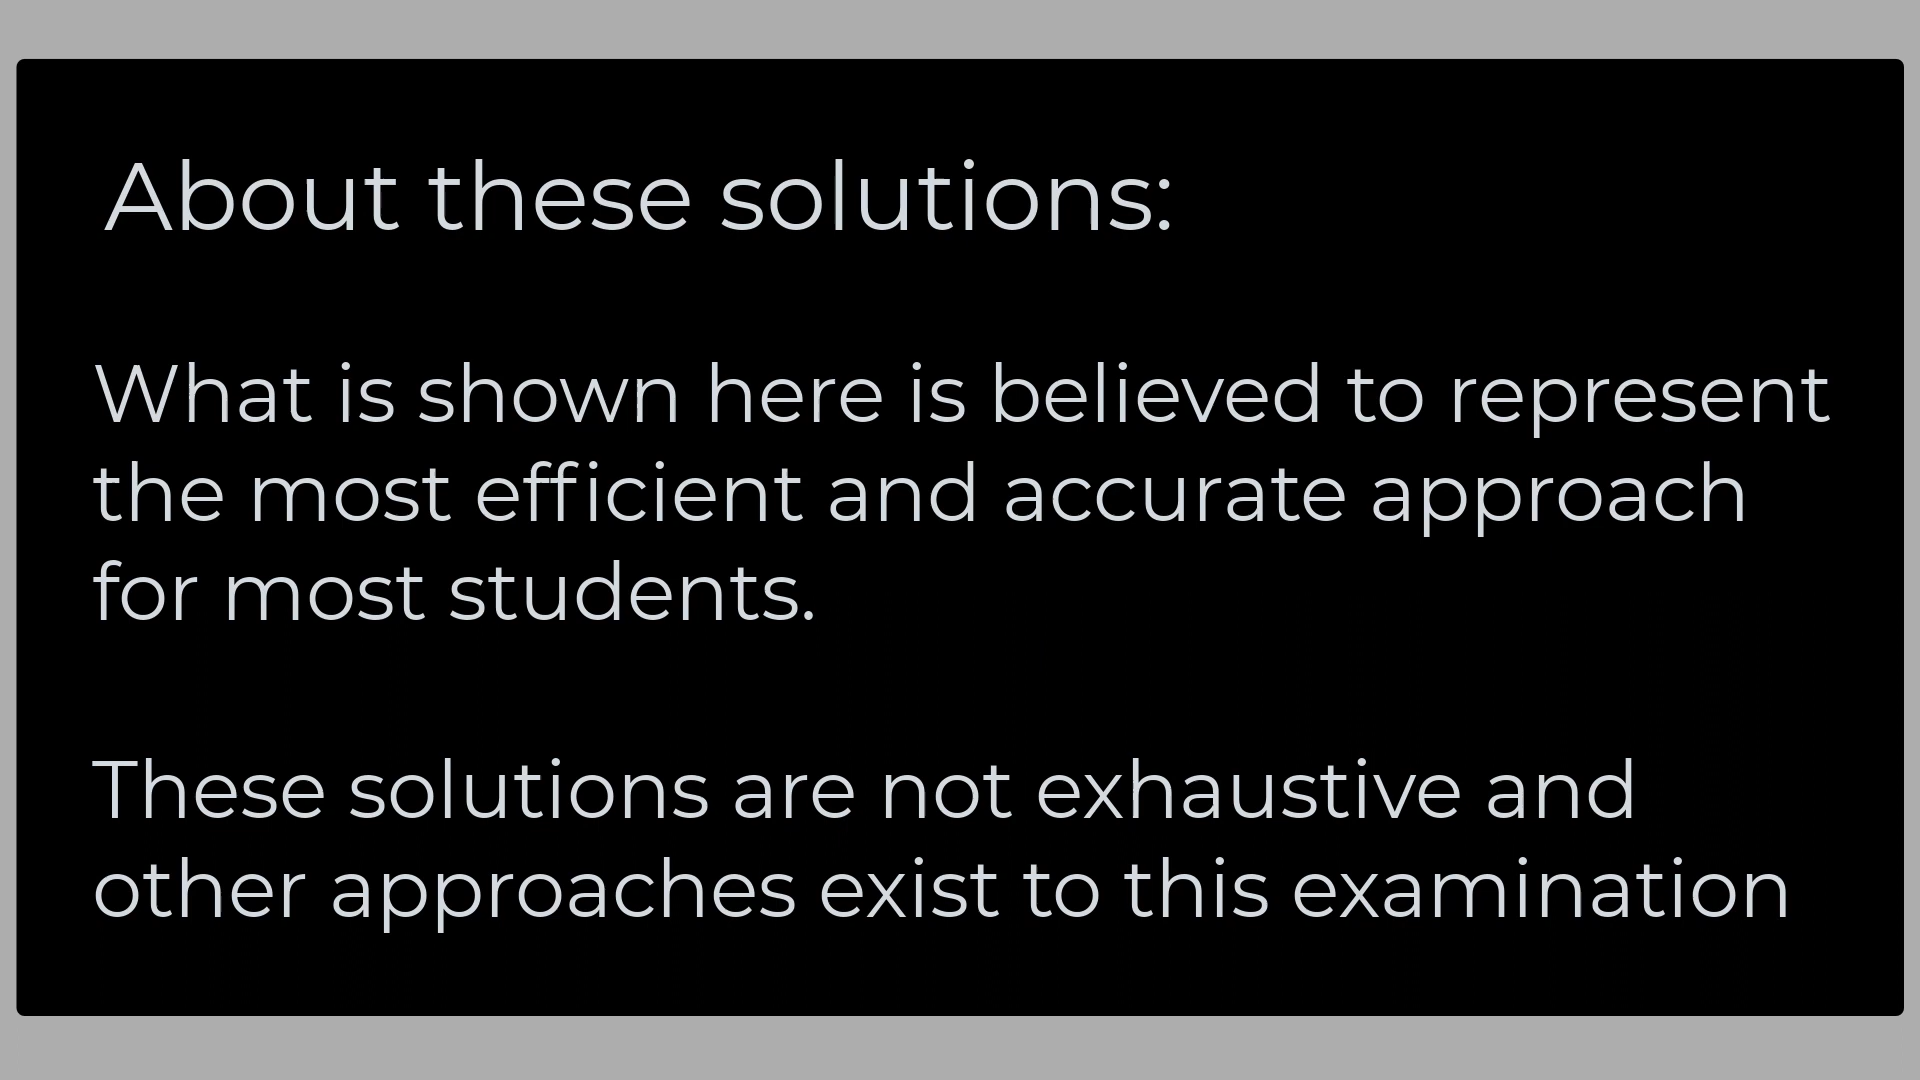 About these solutions:
What is shown here is believed to represent
the most efficient and accurate approach
for most students.
These solutions are not exhaustive and
other approaches exist to this examination